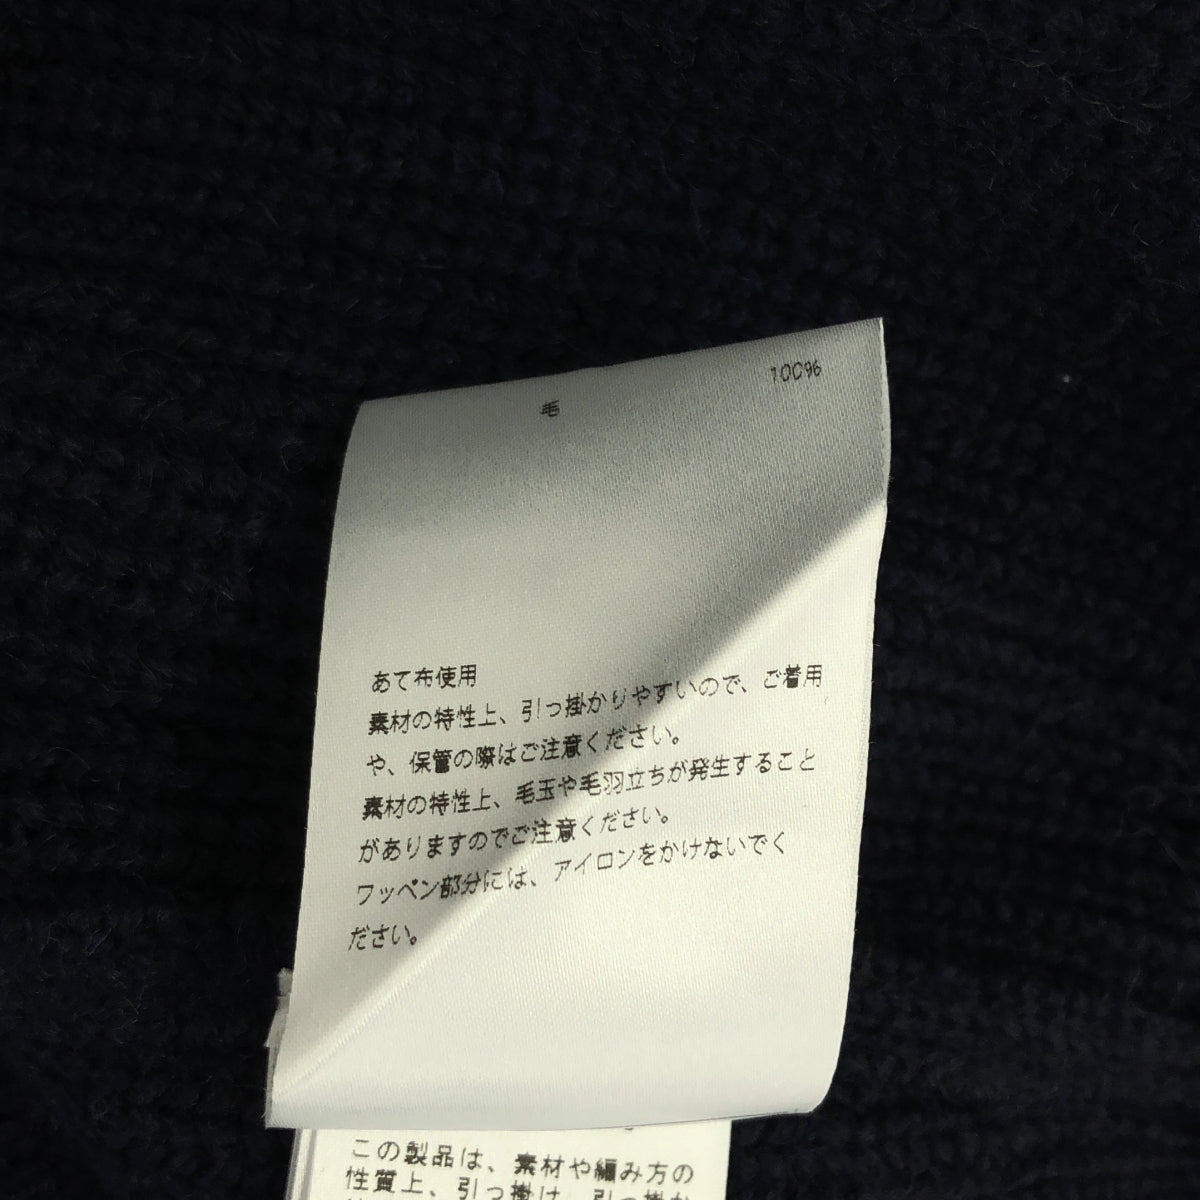 毛 100%
あて布使用
素材の特性上、引っ掛かりやすいので、ご着用
や、保管の際はご注意ください。
素材の特性上、毛玉や毛羽立ちが発生すること
がありますのでご注意ください。
ワッペン部分には、アイロンをかけないでく
ださい。
この製品は、素材や編み方の
性質上、引っ掛け、引っ掛か